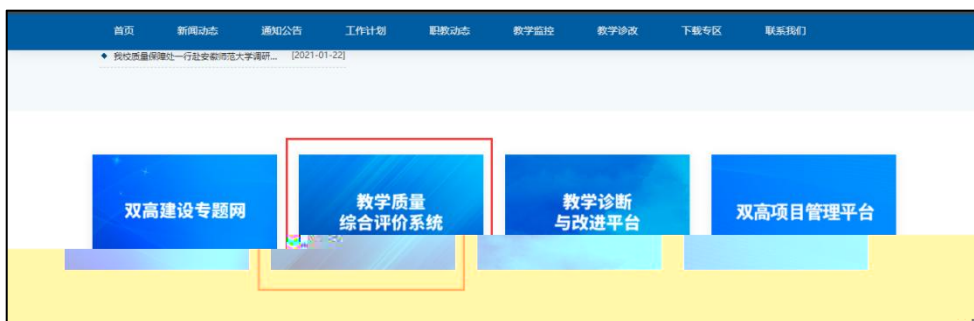 首页 新闻动态 通知公告 工作计划 职教动态 教学监控 教学诊改 下载专区 联系我们
我校质量保障处一行赴安徽师范大学调研... [2021-01-22]
双高建设专题网
教学质量
综合评价系统
教学诊断
与改进平台
双高项目管理平台